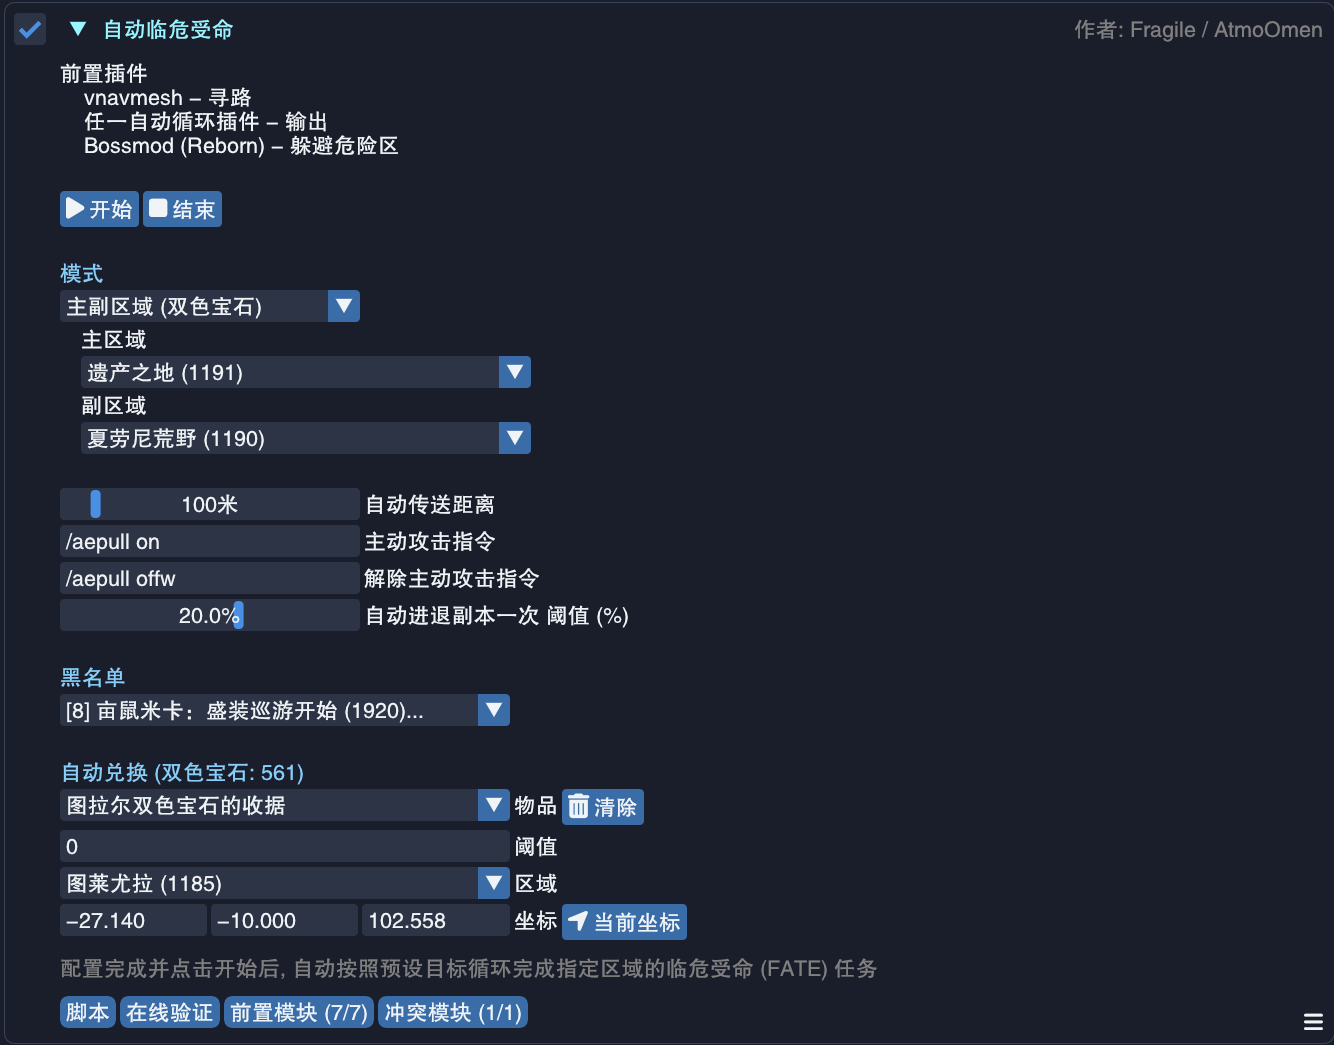 自动临危受命
作者: Fragile / AtmoOmen
前置插件
vnavmesh – 寻路
任一自动循环插件 – 输出
Bossmod (Reborn) – 躲避危险区
开始 结束
模式
主副区域 (双色宝石)
主区域
遗产之地 (1191)
副区域
夏劳尼荒野 (1190)
100米 自动传送距离
/aepull on 主动攻击指令
/aepull offw 解除主动攻击指令
20.0% 自动进退副本一次 阈值 (%)
黑名单
[8] 亩鼠米卡：盛装巡游开始 (1920)...
自动兑换 (双色宝石: 561)
图拉尔双色宝石的收据 物品 清除
0 阈值
图莱尤拉 (1185) 区域
−27.140 −10.000 102.558 坐标 当前坐标
配置完成并点击开始后, 自动按照预设目标循环完成指定区域的临危受命 (FATE) 任务
脚本 在线验证 前置模块 (7/7) 冲突模块 (1/1)